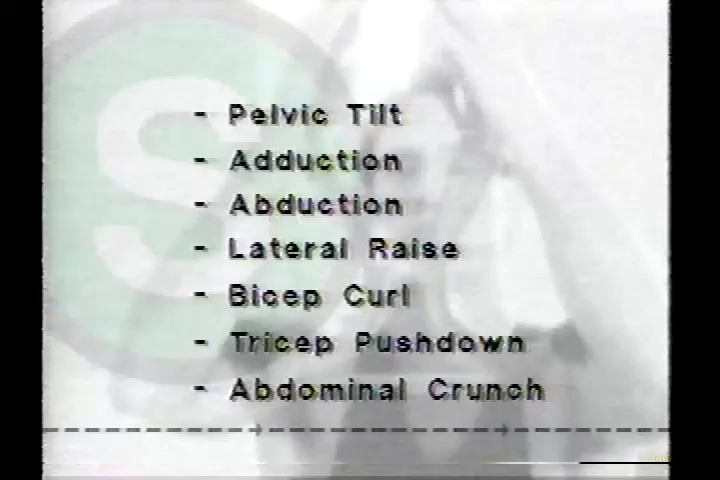 S
- Pelvic Tilt
- Adduction
- Abduction
- Lateral Raise
- Bicep Curl
- Tricep Pushdown
- Abdominal Crunch